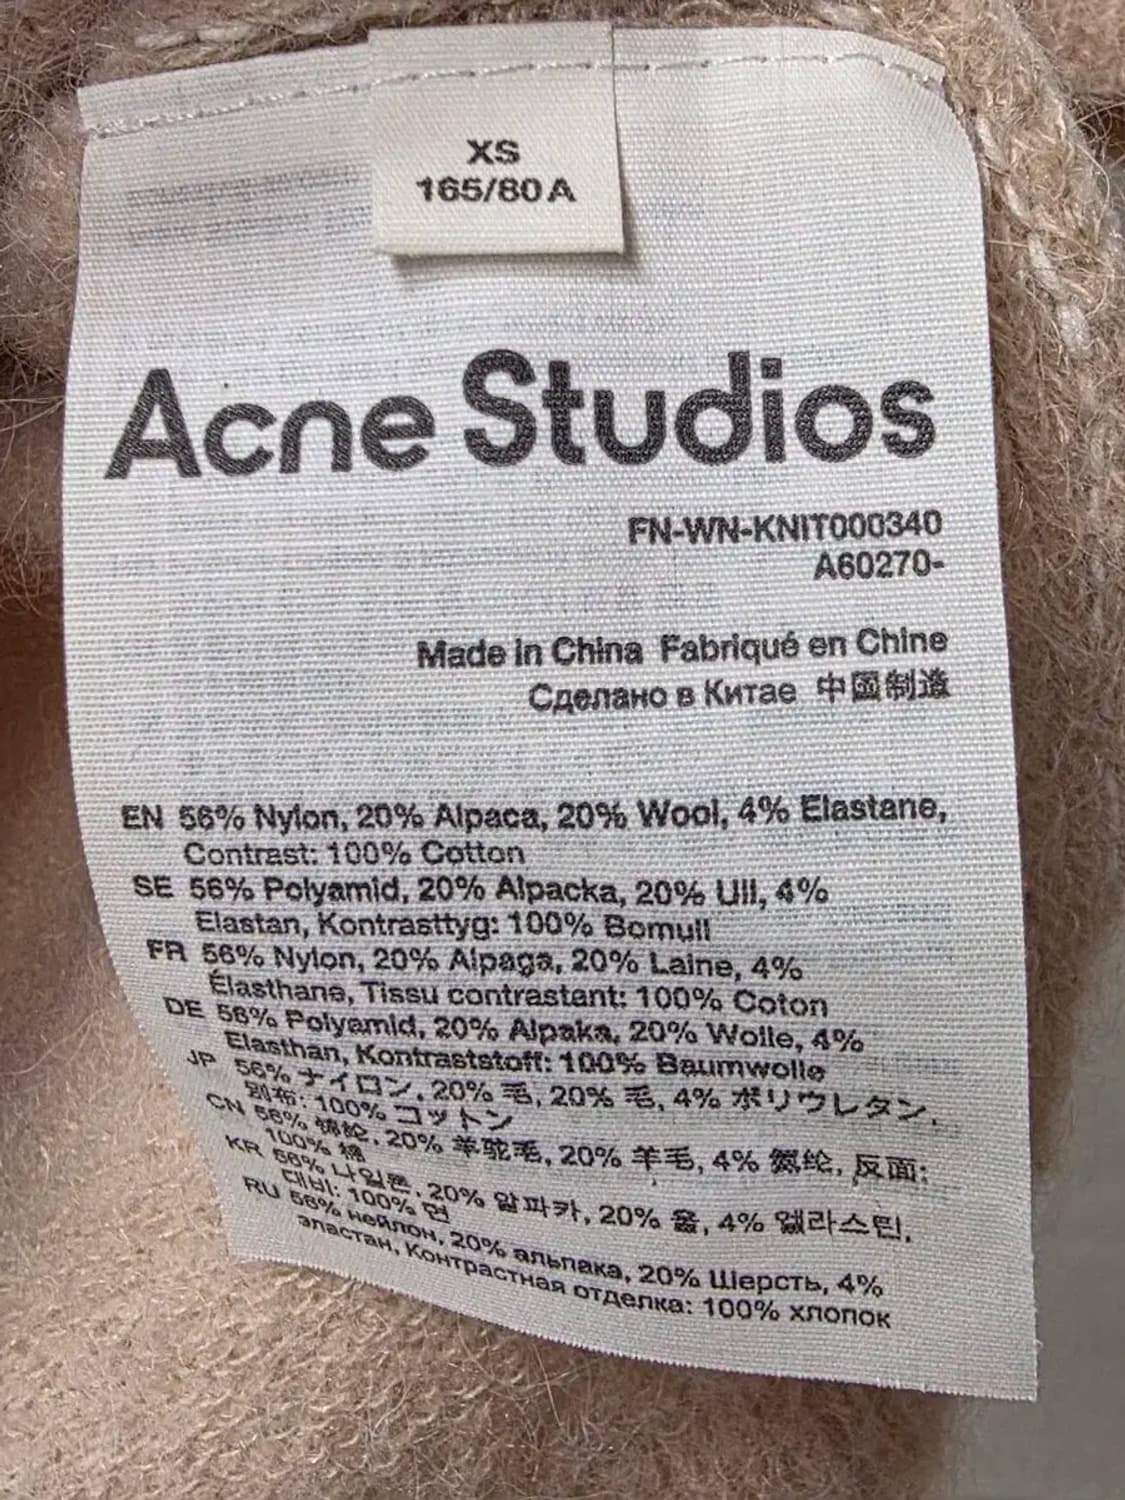 XS
165/80A
Acne Studios
FN-WN-KNIT000340
A60270-
Made in China Fabriqué en Chine
Сделано в Китае 中国制造
EN 56% Nylon, 20% Alpaca, 20% Wool, 4% Elastane,
Contrast: 100% Cotton
SE 56% Polyamid, 20% Alpacka, 20% Ull, 4%
Elastan, Kontrasttyg: 100% Bomull
FR 56% Nylon, 20% Alpaga, 20% Laine, 4%
Élasthane, Tissu contrastant: 100% Coton
DE 56% Polyamid, 20% Alpaka, 20% Wolle, 4%
Elasthan, Kontraststoff: 100% Baumwolle
JP 56% ナイロン, 20% 毛, 20% 毛, 4% ポリウレタン,
別布: 100% コットン
CN 56% 锦纶, 20% 羊驼毛, 20% 羊毛, 4% 氨纶, 反面:
100% 棉
KR 56% 나일론, 20% 알파카, 20% 울, 4% 엘라스틴,
대비: 100% 면
RU 56% нейлон, 20% альпака, 20% Шерсть, 4%
эластан, Контрастная отделка: 100% хлопок